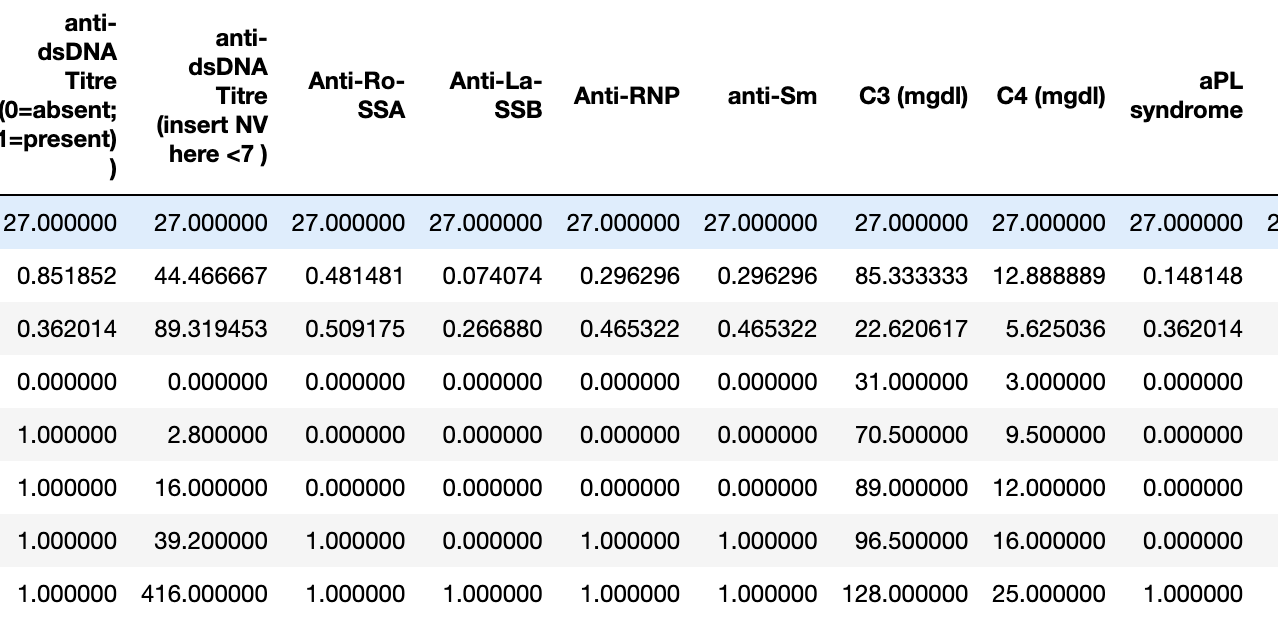 anti-
dsDNA
Titre
(0=absent;
1=present)
)
anti-
dsDNA
Titre
(insert NV
here <7 )
Anti-Ro-
SSA
Anti-La-
SSB
Anti-RNP
anti-Sm
C3 (mgdl)
C4 (mgdl)
aPL
syndrome
27.000000 27.000000 27.000000 27.000000 27.000000 27.000000 27.000000 27.000000 27.000000 2
0.851852 44.466667 0.481481 0.074074 0.296296 0.296296 85.333333 12.888889 0.148148
0.362014 89.319453 0.509175 0.266880 0.465322 0.465322 22.620617 5.625036 0.362014
0.000000 0.000000 0.000000 0.000000 0.000000 0.000000 31.000000 3.000000 0.000000
1.000000 2.800000 0.000000 0.000000 0.000000 0.000000 70.500000 9.500000 0.000000
1.000000 16.000000 0.000000 0.000000 0.000000 0.000000 89.000000 12.000000 0.000000
1.000000 39.200000 1.000000 0.000000 1.000000 1.000000 96.500000 16.000000 0.000000
1.000000 416.000000 1.000000 1.000000 1.000000 1.000000 128.000000 25.000000 1.000000